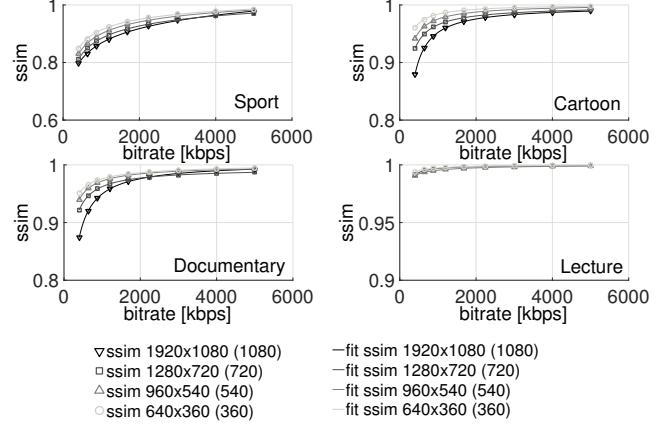 1
0.8
0.6
ssim
0 2000 4000 6000
bitrate [kbps]
Sport
1
0.9
0.8
ssim
0 2000 4000 6000
bitrate [kbps]
Cartoon
1
0.9
0.8
ssim
0 2000 4000 6000
bitrate [kbps]
Documentary
1
0.95
0.9
ssim
0 2000 4000 6000
bitrate [kbps]
Lecture
ssim 1920x1080 (1080)
ssim 1280x720 (720)
ssim 960x540 (540)
ssim 640x360 (360)
fit ssim 1920x1080 (1080)
fit ssim 1280x720 (720)
fit ssim 960x540 (540)
fit ssim 640x360 (360)